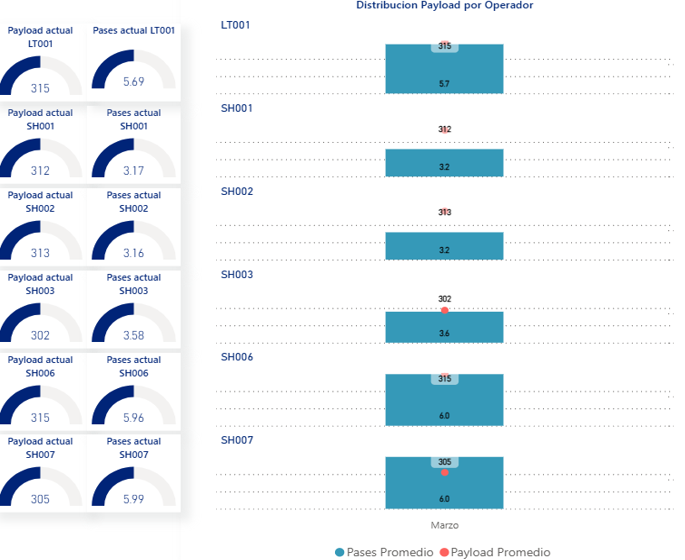 Distribucion Payload por Operador
Payload actual
LT001
315
Pases actual LT001
5.69
Payload actual
SH001
312
Pases actual
SH001
3.17
Payload actual
SH002
313
Pases actual
SH002
3.16
Payload actual
SH003
302
Pases actual
SH003
3.58
Payload actual
SH006
315
Pases actual
SH006
5.96
Payload actual
SH007
305
Pases actual
SH007
5.99
LT001
315
5.7
SH001
312
3.2
SH002
313
3.2
SH003
302
3.6
SH006
315
6.0
SH007
305
6.0
Marzo
Pases Promedio Payload Promedio